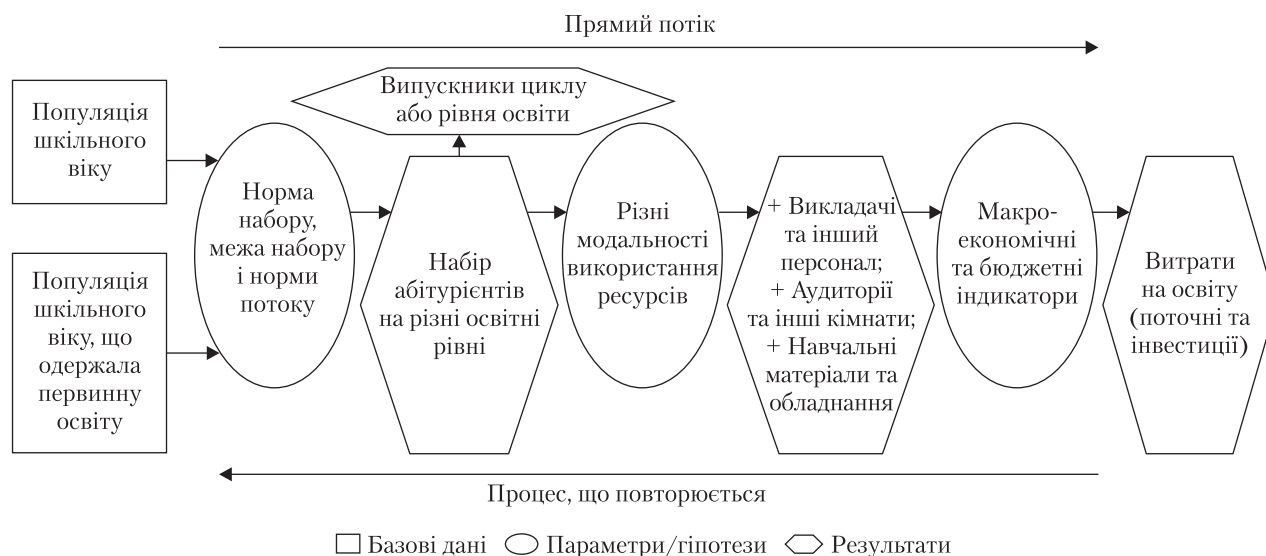 Прямий потік
Випускники циклу
або рівня освіти
Популяція
шкільного
віку
Популяція
шкільного
віку, що
одержала
первинну
освіту
Норма
набору,
межа набору
і норми
потоку
Набір
абітурієнтів
на різні освітні
рівні
Різні
модальності
використання
ресурсів
+ Викладачі
та інший
персонал;
+ Аудиторії
та інші кімнати;
+ Навчальні
матеріали та
обладнання
Макро-
економічні
та бюджетні
індикатори
Витрати
на освіту
(поточні та
інвестиції)
Процес, що повторюється
Базові дані Параметри/гіпотези Результати